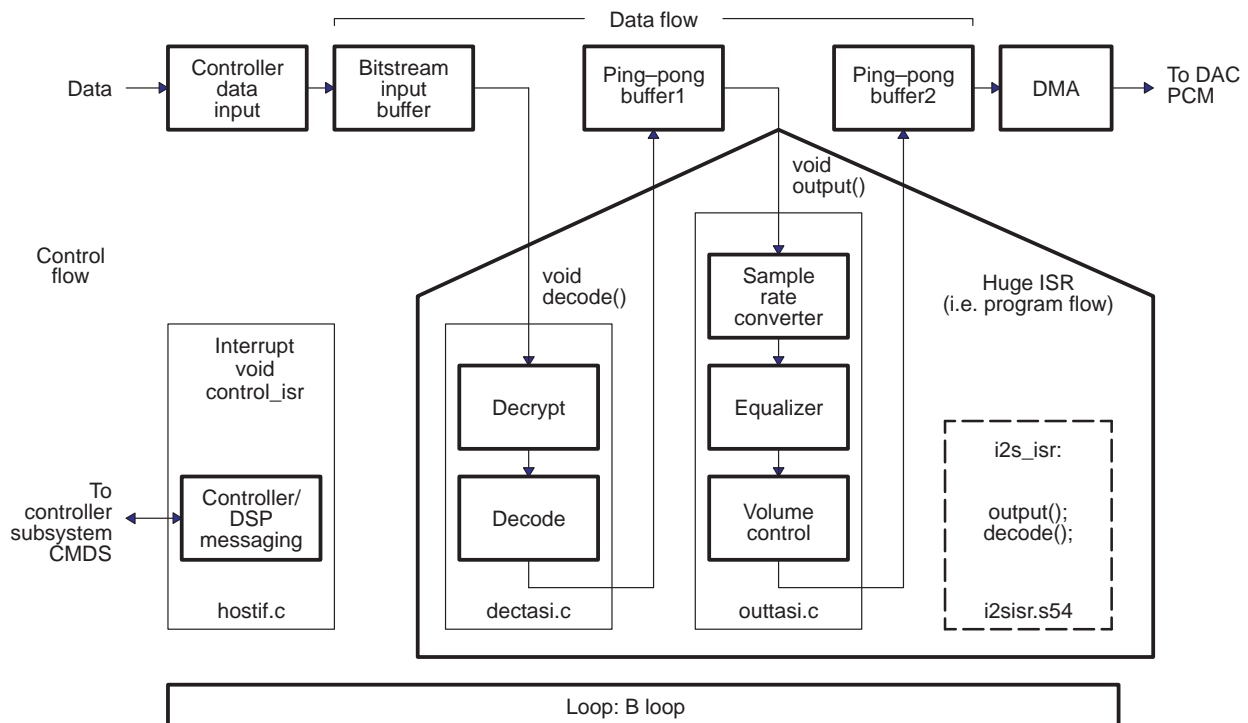 Data flow
Data
Controller
data
input
Bitstream
input
buffer
Ping–pong
buffer1
Ping–pong
buffer2
DMA
To DAC
PCM
void
output()
Control
flow
void
decode()
Sample
rate
converter
Huge ISR
(i.e. program flow)
Interrupt
void
control_isr
Decrypt
Equalizer
i2s_isr:
To
controller
subsystem
CMDS
Controller/
DSP
messaging
Decode
Volume
control
output();
decode();
hostif.c
dectasi.c
outtasi.c
i2sisr.s54
Loop: B loop